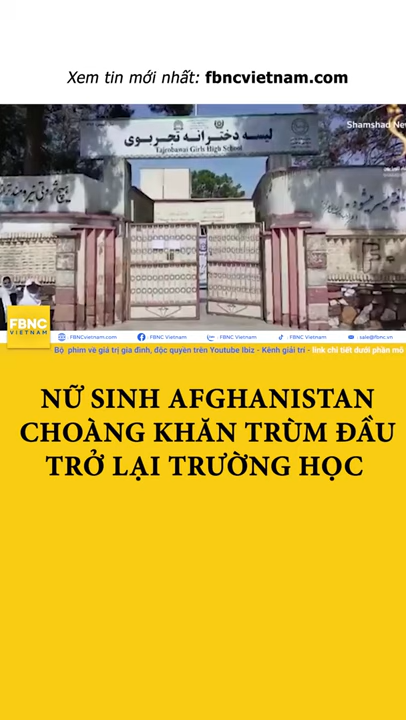 Xem tin mới nhất: fbncvietnam.com
Shamshad New
لیسه دخترانه تجربوی
Tajrobawai Girls High School
FBNC
VIETNAM
FBNCvietnam.com
FBNC Vietnam
FBNC Vietnam
FBNC Vietnam
sale@fbnc.vn
Bộ phim về giá trị gia đình, độc quyền trên Youtube Ibiz - Kênh giải trí - link chi tiết dưới phần mô
NỮ SINH AFGHANISTAN
CHOÀNG KHĂN TRÙM ĐẦU
TRỞ LẠI TRƯỜNG HỌC